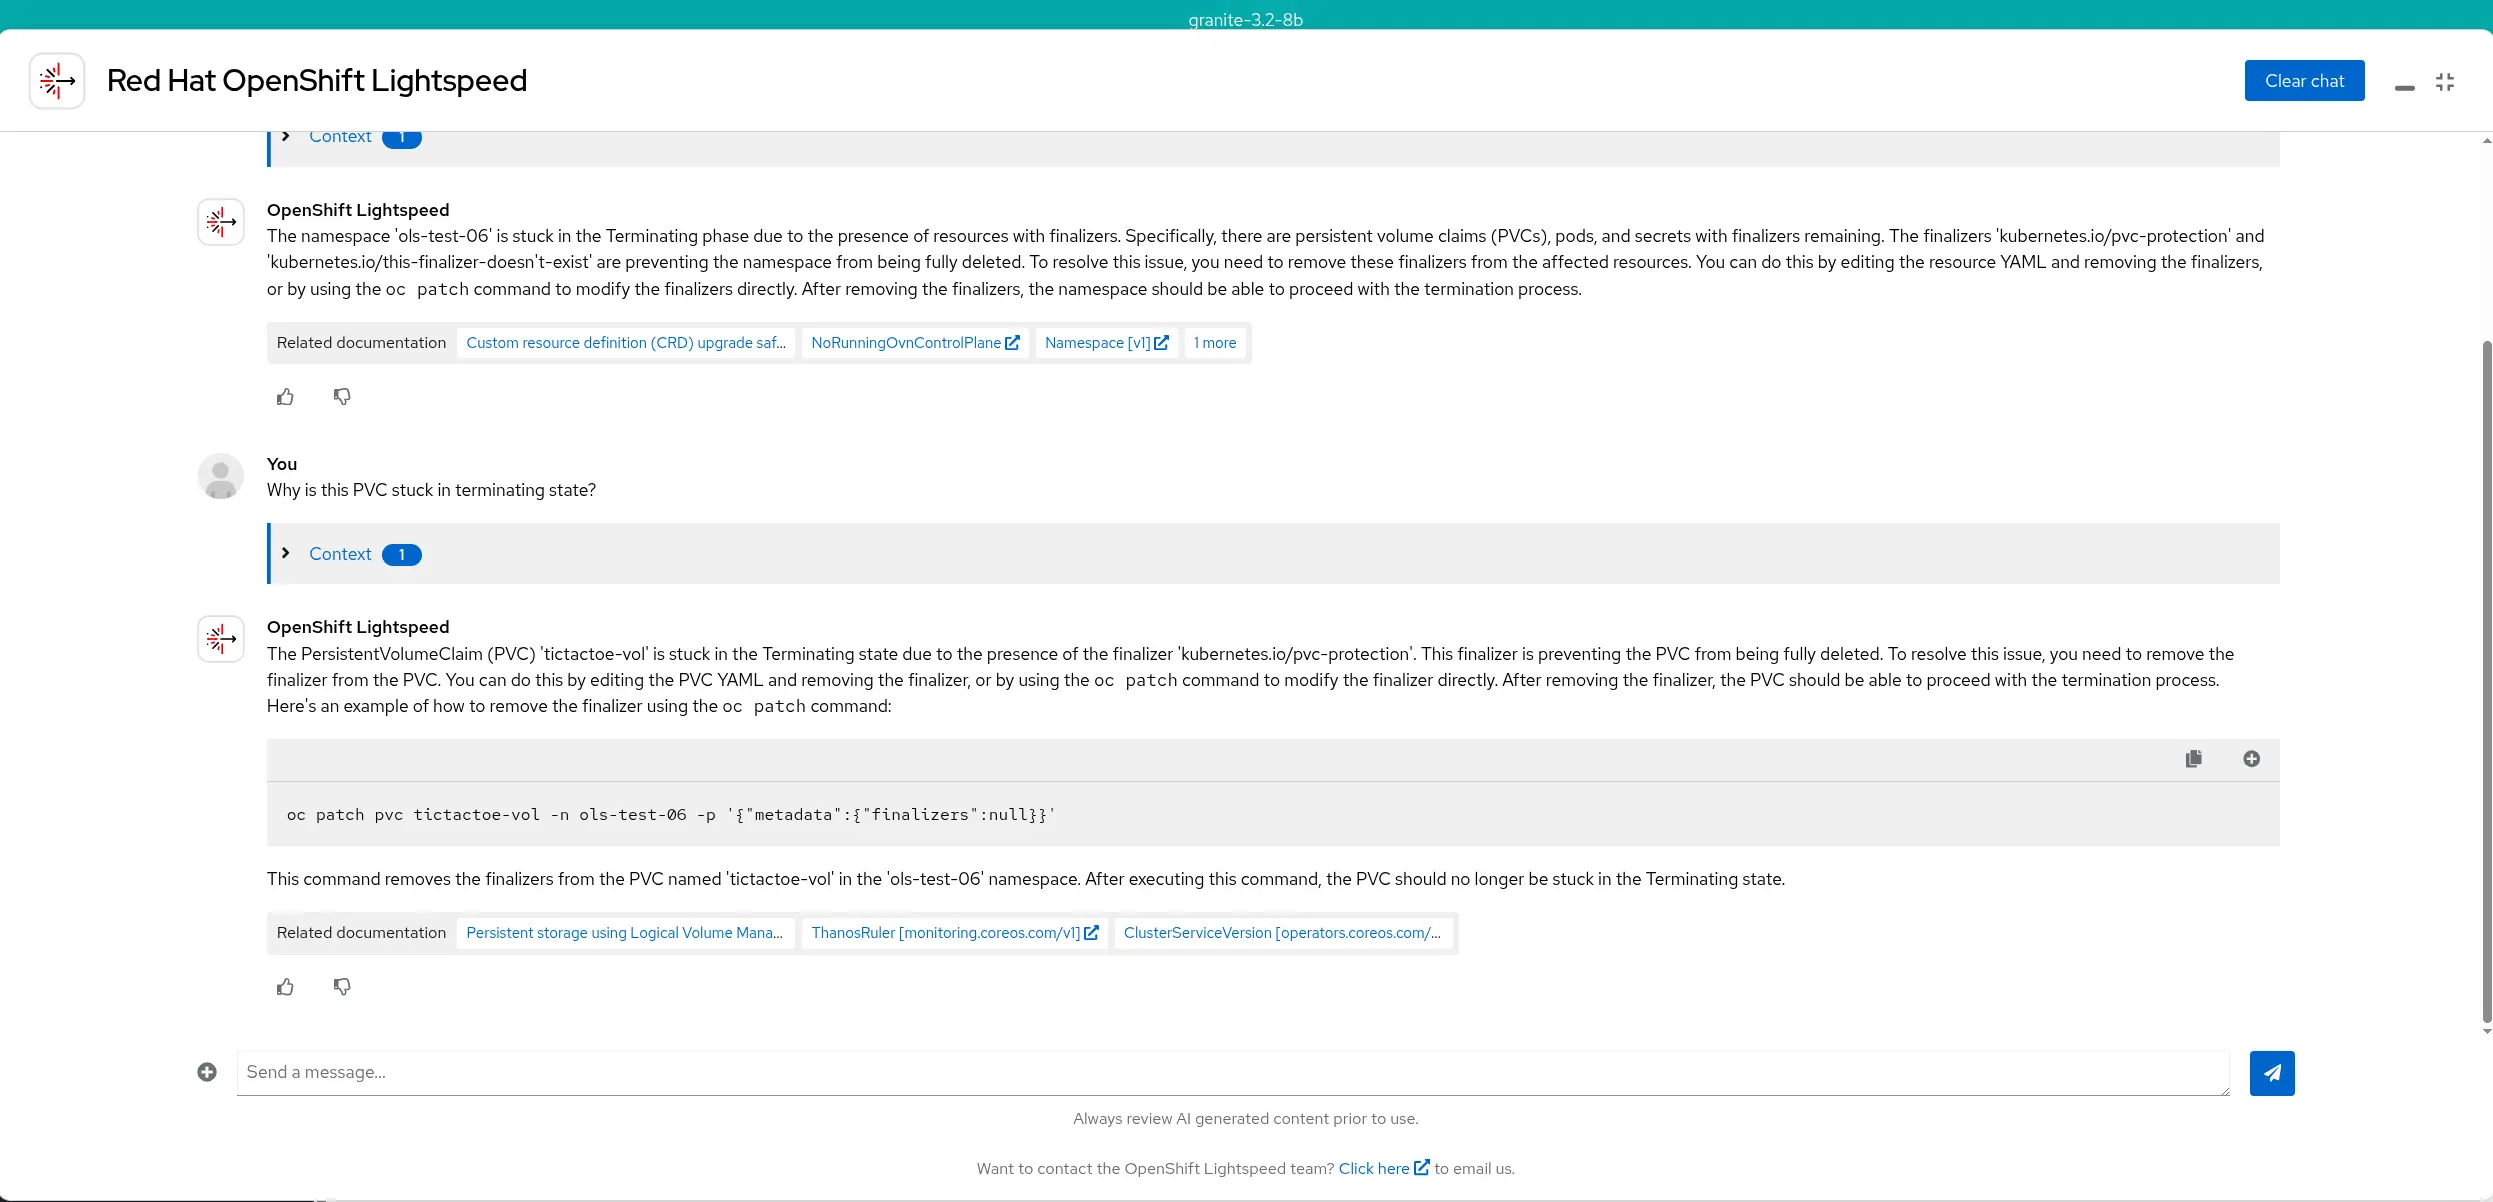 granite-3.2-8b
Red Hat OpenShift Lightspeed
Clear chat
Context 1
OpenShift Lightspeed
The namespace 'ols-test-06' is stuck in the Terminating phase due to the presence of resources with finalizers. Specifically, there are persistent volume claims (PVCs), pods, and secrets with finalizers remaining. The finalizers 'kubernetes.io/pvc-protection' and
'kubernetes.io/this-finalizer-doesn't-exist' are preventing the namespace from being fully deleted. To resolve this issue, you need to remove these finalizers from the affected resources. You can do this by editing the resource YAML and removing the finalizers,
or by using the oc patch command to modify the finalizers directly. After removing the finalizers, the namespace should be able to proceed with the termination process.
Related documentation Custom resource definition (CRD) upgrade saf... NoRunningOvnControlPlane Namespace [v1] 1 more
You
Why is this PVC stuck in terminating state?
Context 1
OpenShift Lightspeed
The PersistentVolumeClaim (PVC) 'tictactoe-vol' is stuck in the Terminating state due to the presence of the finalizer 'kubernetes.io/pvc-protection'. This finalizer is preventing the PVC from being fully deleted. To resolve this issue, you need to remove the
finalizer from the PVC. You can do this by editing the PVC YAML and removing the finalizer, or by using the oc patch command to modify the finalizer directly. After removing the finalizer, the PVC should be able to proceed with the termination process.
Here's an example of how to remove the finalizer using the oc patch command:
oc patch pvc tictactoe-vol -n ols-test-06 -p '{"metadata":{"finalizers":null}}'
This command removes the finalizers from the PVC named 'tictactoe-vol' in the 'ols-test-06' namespace. After executing this command, the PVC should no longer be stuck in the Terminating state.
Related documentation Persistent storage using Logical Volume Mana... ThanosRuler [monitoring.coreos.com/v1] ClusterServiceVersion [operators.coreos.com/...
Send a message...
Always review AI generated content prior to use.
Want to contact the OpenShift Lightspeed team? Click here to email us.